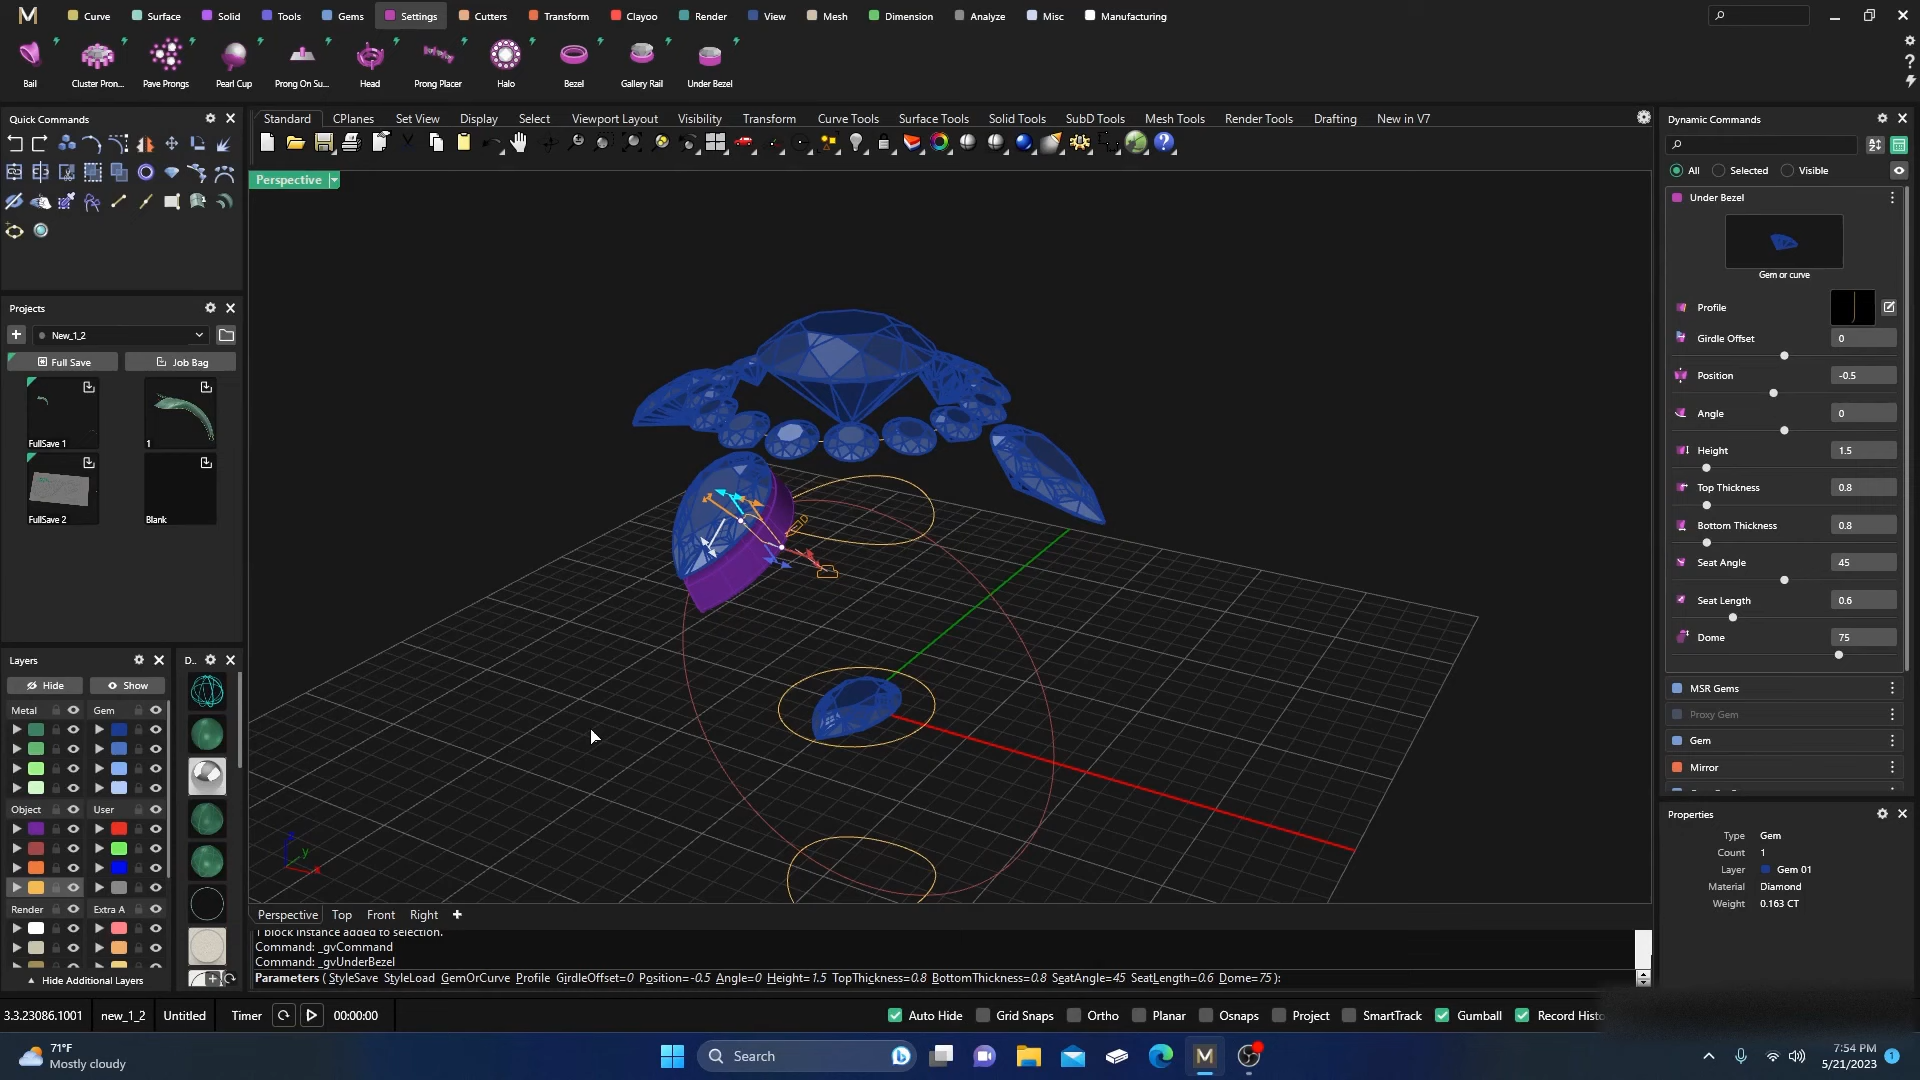 Curve Surface Solid Tools Gems Settings Cutters Transform Clayoo Render View Mesh Dimension Analyze Misc Manufacturing
Bail Cluster Pron... Pave Prongs Pearl Cup Prong On Su... Head Prong Placer Halo Bezel Gallery Rail Under Bezel
Quick Commands
Standard CPlanes Set View Display Select Viewport Layout Visibility Transform Curve Tools Surface Tools Solid Tools SubD Tools Mesh Tools Render Tools Drafting New in V7
Perspective
Projects
New_1_2
Full Save Job Bag
FullSave 1 1
FullSave 2 Blank
Layers D..
Hide Show
Metal Gem
Object User
Render Extra A
Hide Additional Layers
y
Dynamic Commands
All Selected Visible
Under Bezel
Gem or curve
Profile
Girdle Offset 0
Position -0.5
Angle 0
Height 1.5
Top Thickness 0.8
Bottom Thickness 0.8
Seat Angle 45
Seat Length 0.6
Dome 75
MSR Gems
Proxy Gem
Gem
Mirror
Properties
Type Gem
Count 1
Layer Gem 01
Material Diamond
Weight 0.163 CT
Perspective Top Front Right
1 block instance added to selection.
Command: _gvCommand
Command: _gvUnderBezel
Parameters ( StyleSave StyleLoad GemOrCurve Profile GirdleOffset=0 Position=-0.5 Angle=0 Height=1.5 TopThickness=0.8 BottomThickness=0.8 SeatAngle=45 SeatLength=0.6 Dome=75 ):
3.3.23086.1001 new_1_2 Untitled Timer 00:00:00 Auto Hide Grid Snaps Ortho Planar Osnaps Project SmartTrack Gumball Record Histo
71°F
Mostly cloudy
Search
7:54 PM
5/21/2023
1